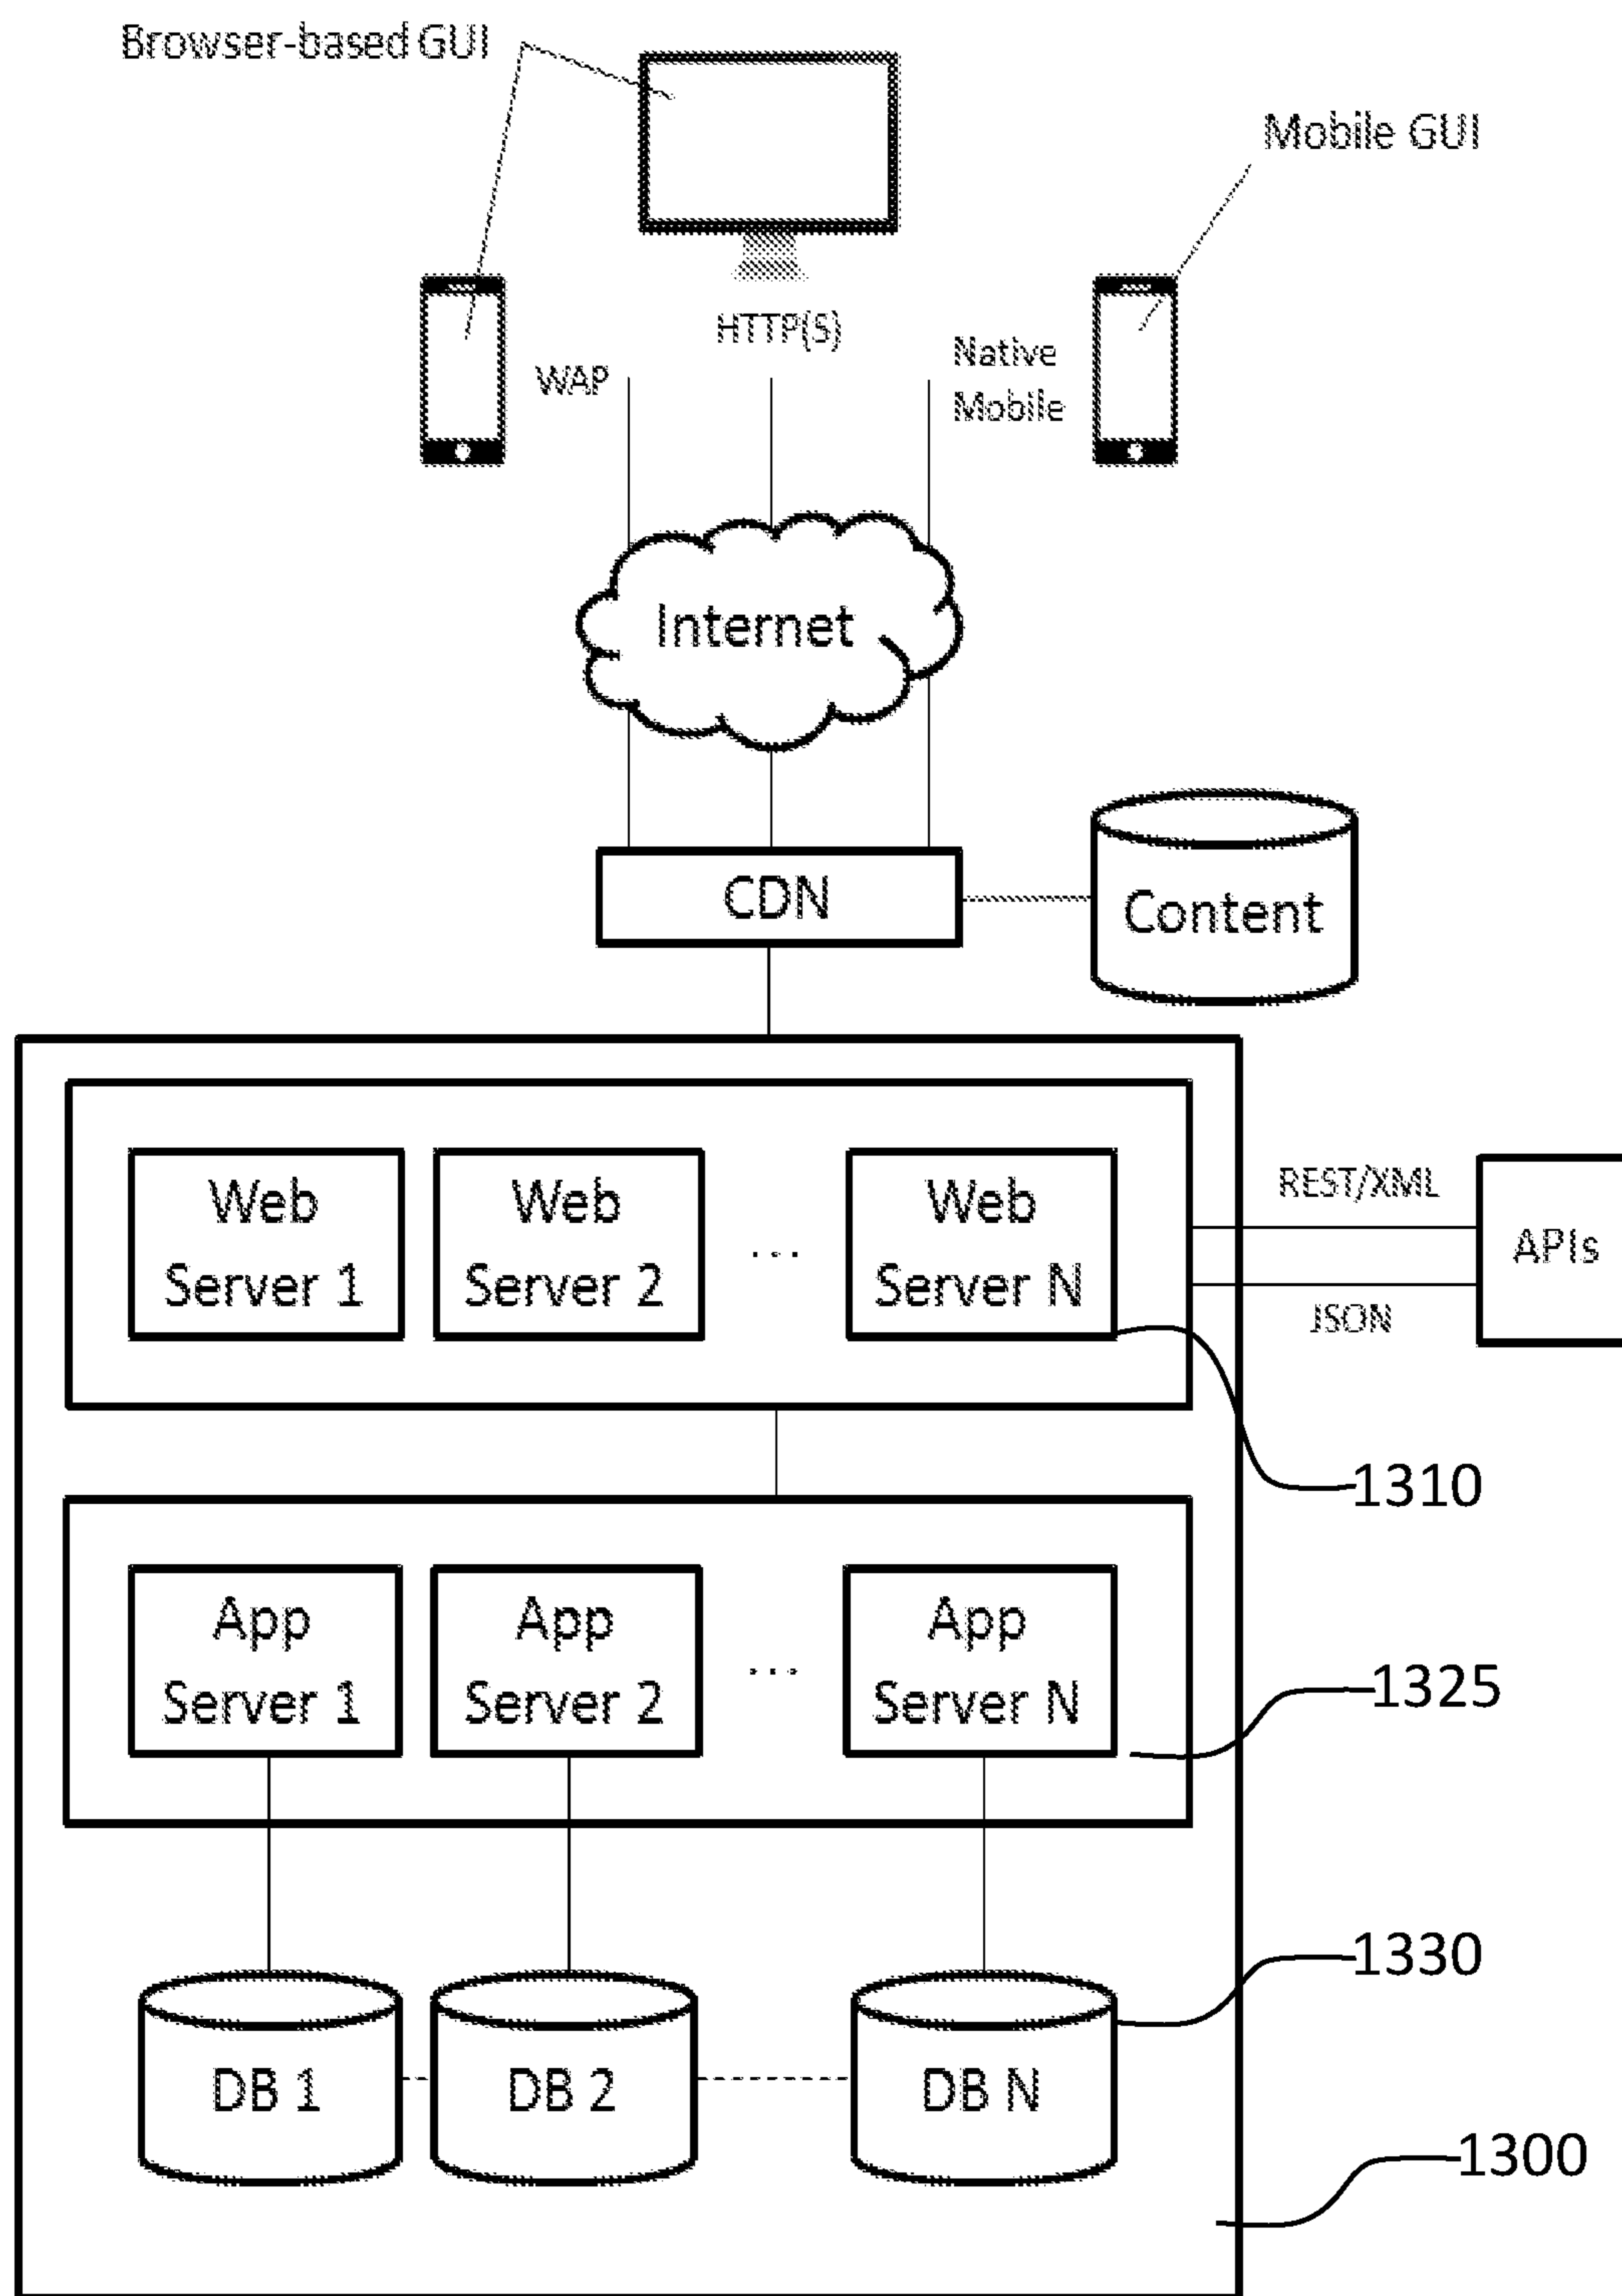 Browser-based GUI
Mobile GUI
HTTP(S)
WAP
Native
Mobile
Internet
CDN
Content
Web
Server 1
Web
Server 2
...
Web
Server N
REST/XML
JSON
APIs
1310
App
Server 1
App
Server 2
...
App
Server N
1325
1330
DB 1
DB 2
DB N
1300